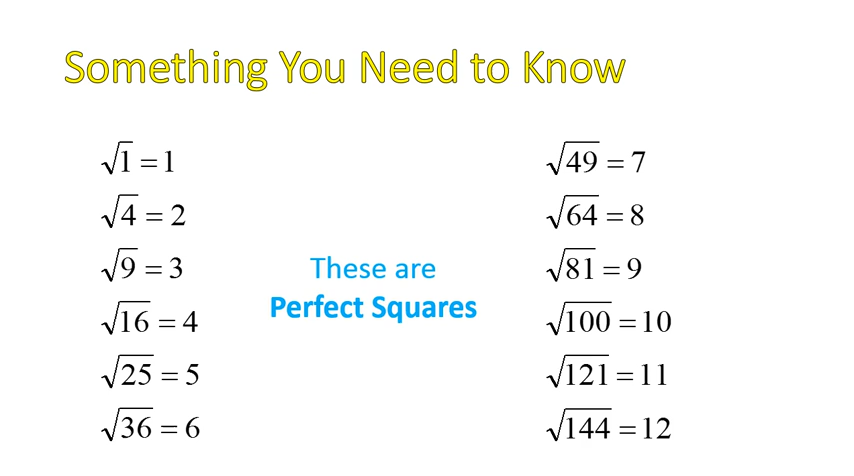 Something You Need to Know
√1 = 1
√4 = 2
√9 = 3
√16 = 4
√25 = 5
√36 = 6
These are
Perfect Squares
√49 = 7
√64 = 8
√81 = 9
√100 = 10
√121 = 11
√144 = 12